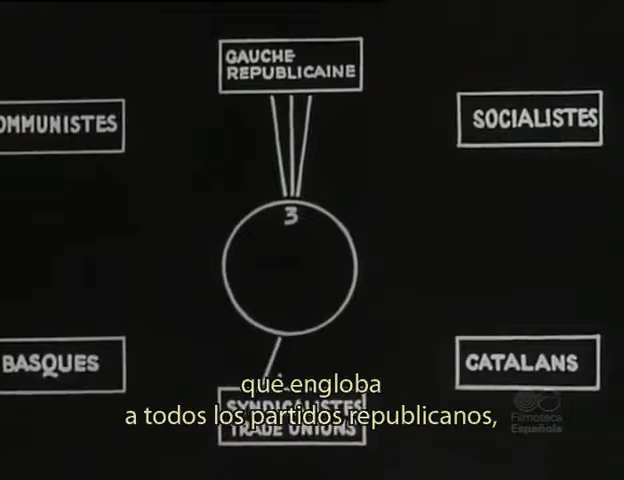 GAUCHE
REPUBLICAINE
OMMUNISTES
SOCIALISTES
3
BASQUES
CATALANS
que engloba
SYNDICALISTES
a todos los partidos republicanos,
TRADE UNIONS
Filmoteca
Española